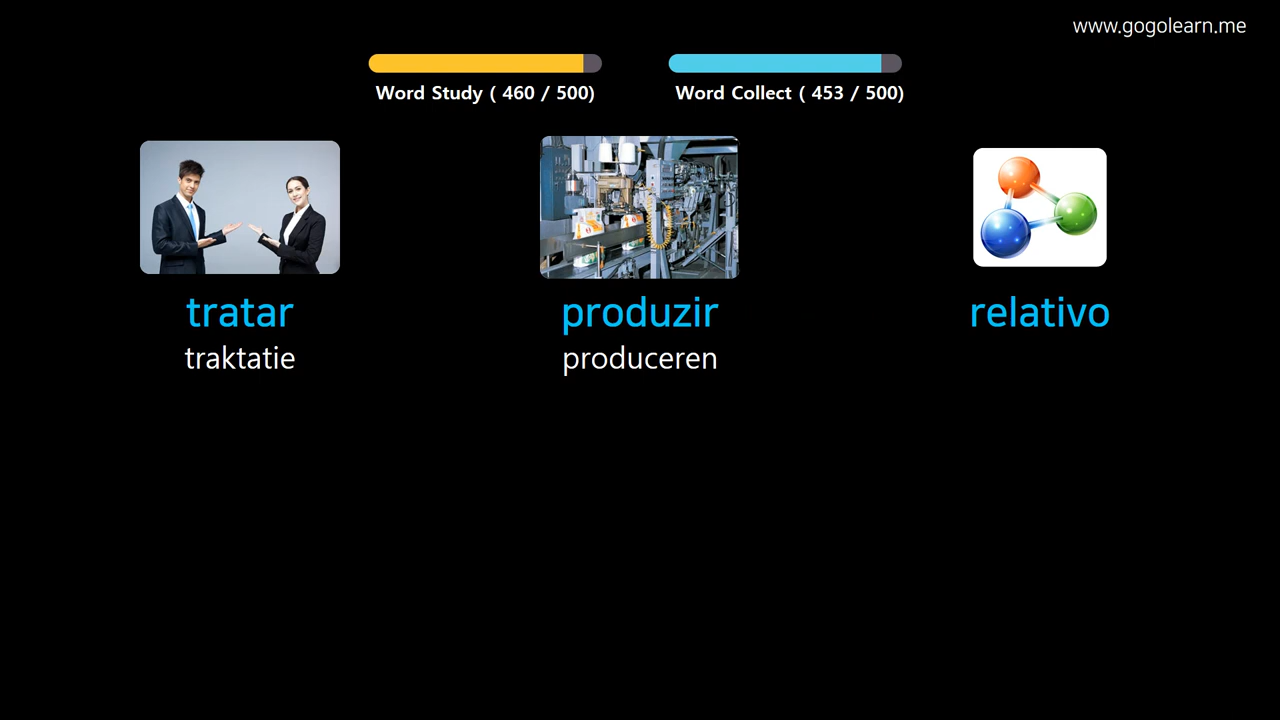 www.gogolearn.me
Word Study ( 460 / 500)
Word Collect ( 453 / 500)
tratar
produzir
relativo
traktatie
produceren